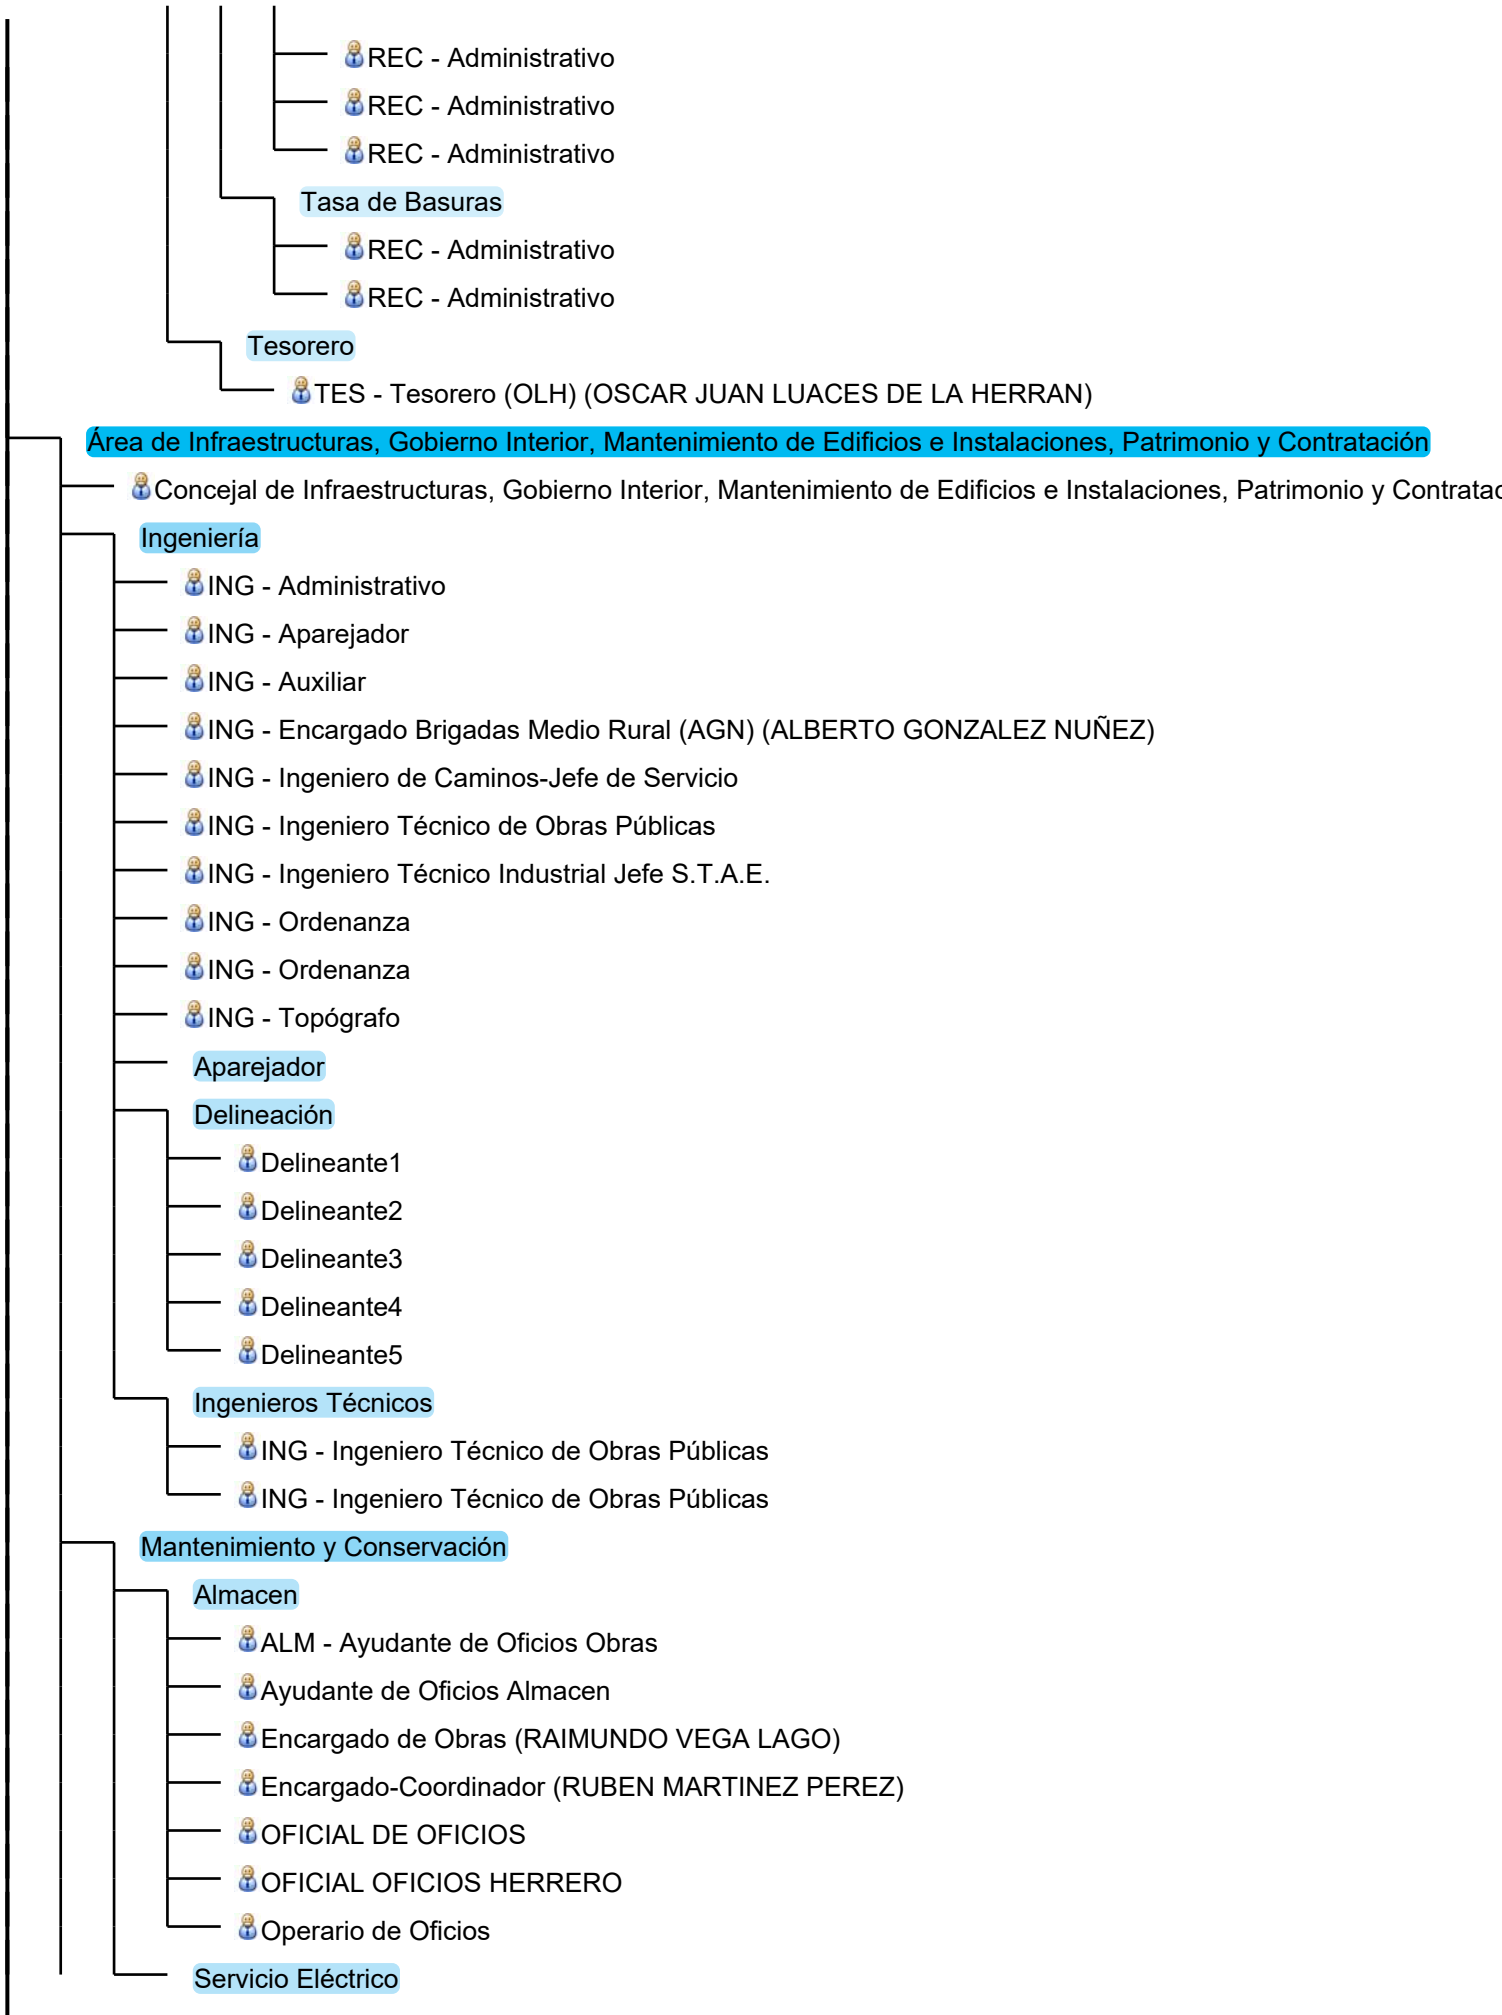 REC - Administrativo
REC - Administrativo
REC - Administrativo
Tasa de Basuras
REC - Administrativo
REC - Administrativo
Tesorero
TES - Tesorero (OLH) (OSCAR JUAN LUACES DE LA HERRAN)
Área de Infraestructuras, Gobierno Interior, Mantenimiento de Edificios e Instalaciones, Patrimonio y Contratación
Concejal de Infraestructuras, Gobierno Interior, Mantenimiento de Edificios e Instalaciones, Patrimonio y Contratac
Ingeniería
ING - Administrativo
ING - Aparejador
ING - Auxiliar
ING - Encargado Brigadas Medio Rural (AGN) (ALBERTO GONZALEZ NUÑEZ)
ING - Ingeniero de Caminos-Jefe de Servicio
ING - Ingeniero Técnico de Obras Públicas
ING - Ingeniero Técnico Industrial Jefe S.T.A.E.
ING - Ordenanza
ING - Ordenanza
ING - Topógrafo
Aparejador
Delineación
Delineante1
Delineante2
Delineante3
Delineante4
Delineante5
Ingenieros Técnicos
ING - Ingeniero Técnico de Obras Públicas
ING - Ingeniero Técnico de Obras Públicas
Mantenimiento y Conservación
Almacen
ALM - Ayudante de Oficios Obras
Ayudante de Oficios Almacen
Encargado de Obras (RAIMUNDO VEGA LAGO)
Encargado-Coordinador (RUBEN MARTINEZ PEREZ)
OFICIAL DE OFICIOS
OFICIAL OFICIOS HERRERO
Operario de Oficios
Servicio Eléctrico